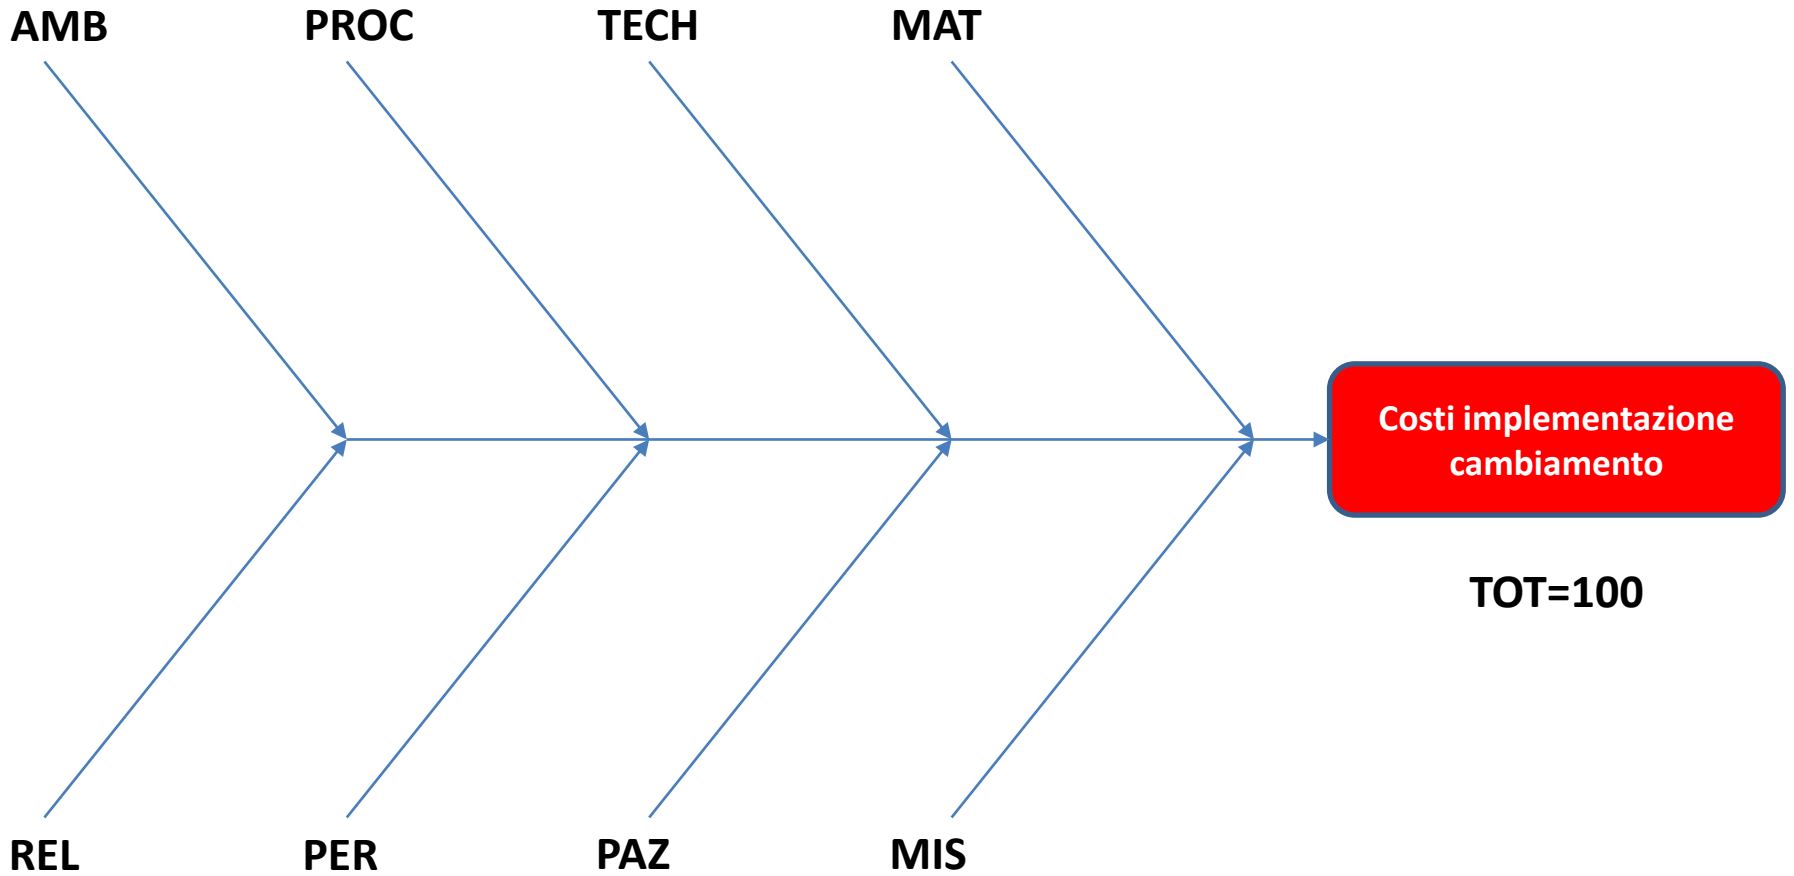 AMB
PROC
TECH
MAT
Costi implementazione
cambiamento
TOT=100
REL
PER
PAZ
MIS